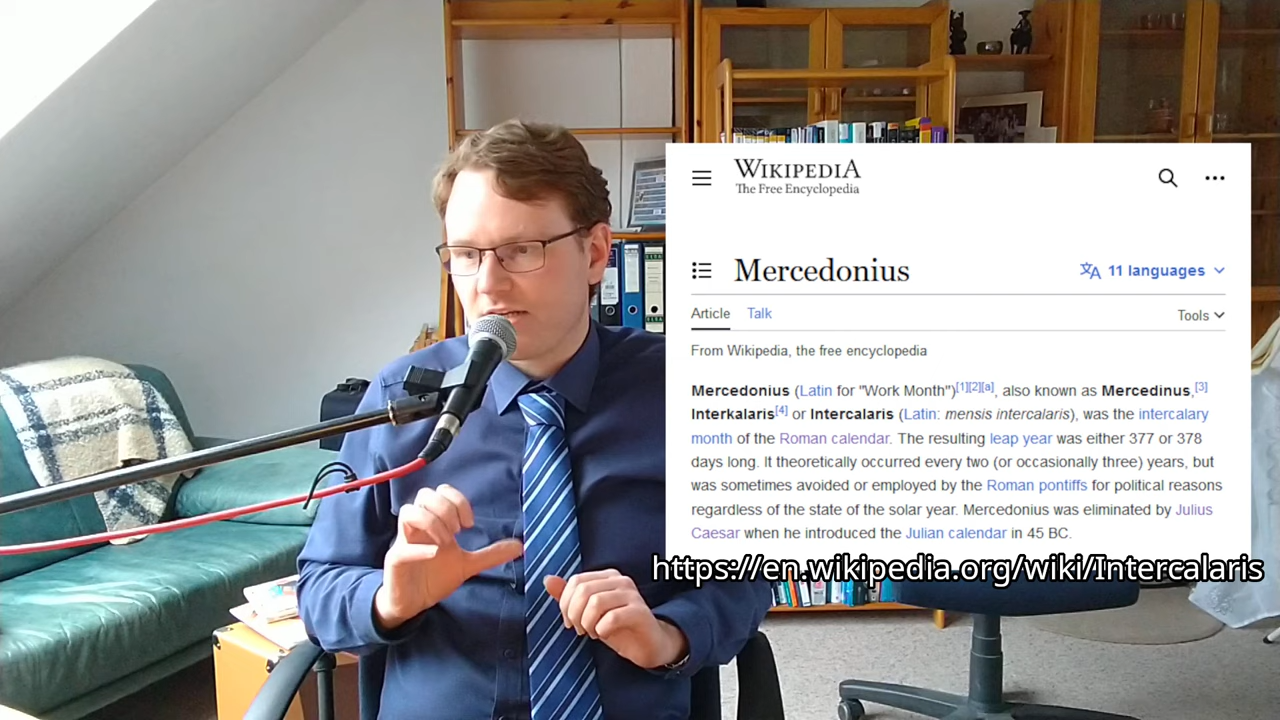 WIKIPEDIA
The Free Encyclopedia
Mercedonius
11 languages
Article Talk
Tools
From Wikipedia, the free encyclopedia
Mercedonius (Latin for "Work Month")[1][2][a], also known as Mercedinus,[3]
Interkalaris[4] or Intercalaris (Latin: mensis intercalaris), was the intercalary
month of the Roman calendar. The resulting leap year was either 377 or 378
days long. It theoretically occurred every two (or occasionally three) years, but
was sometimes avoided or employed by the Roman pontiffs for political reasons
regardless of the state of the solar year. Mercedonius was eliminated by Julius
Caesar when he introduced the Julian calendar in 45 BC.
https://en.wikipedia.org/wiki/Intercalaris